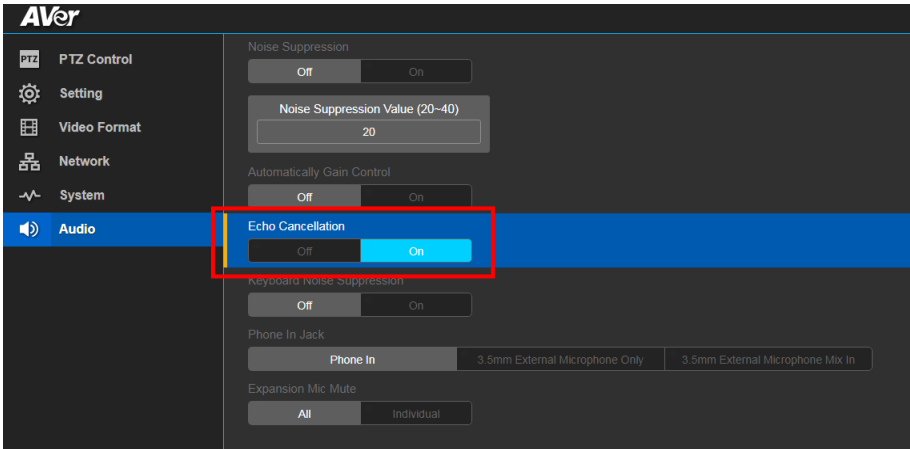 AVer
PTZ PTZ Control
Setting
Video Format
Network
System
Audio
Noise Suppression
Off On
Noise Suppression Value (20~40)
20
Automatically Gain Control
Off On
Echo Cancellation
Off On
Keyboard Noise Suppression
Off On
Phone In Jack
Phone In 3.5mm External Microphone Only 3.5mm External Microphone Mix In
Expansion Mic Mute
All Individual